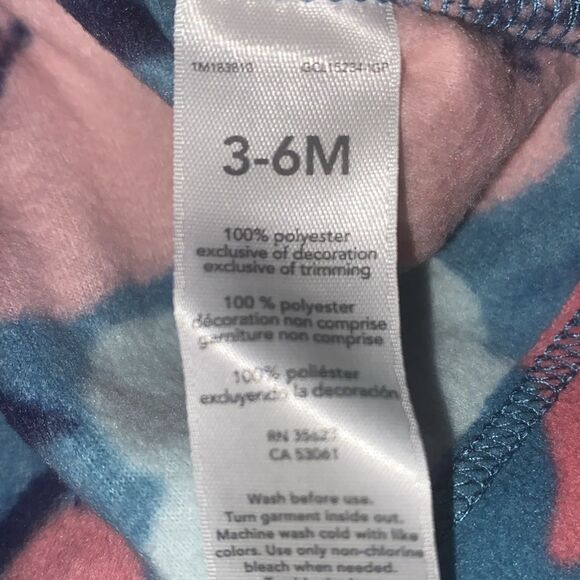 3-6M
100% polyester
exclusive of decoration
exclusive of trimming
100 % polyester
décoration non comprise
garniture non comprise
100% poliéster
excluyendo la decoración
RN
CA 53061
Wash before use.
Turn garment inside out.
Machine wash cold with like
colors. Use only non-chlorine
bleach when needed.